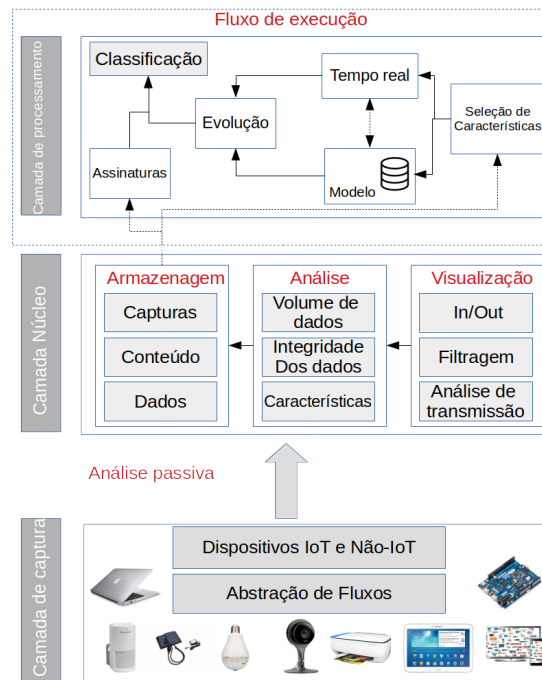 Fluxo de execução
Camada de processamento
Classificação
Tempo real
Seleção de
Características
Evolução
Assinaturas
Modelo
Camada Núcleo
Armazenagem
Capturas
Conteúdo
Dados
Análise
Volume de
dados
Integridade
Dos dados
Características
Visualização
In/Out
Filtragem
Análise de
transmissão
Análise passiva
Camada de captura
Dispositivos IoT e Não-IoT
Abstração de Fluxos